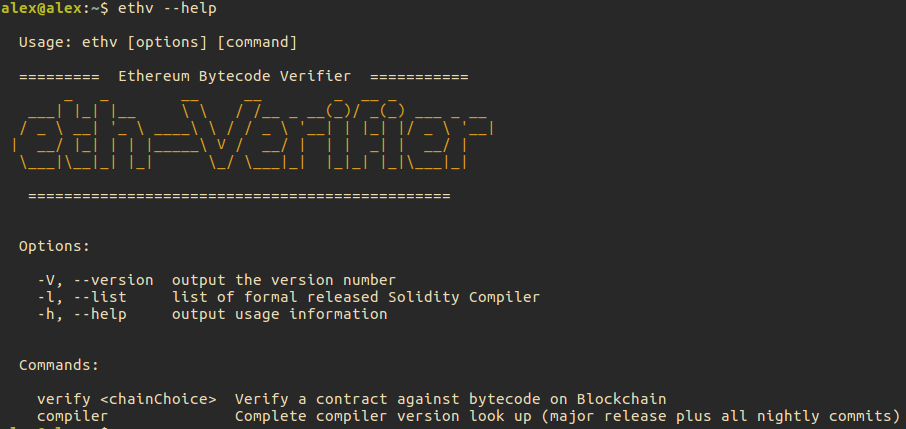 alex@alex:~$ ethv --help
Usage: ethv [options] [command]
========= Ethereum Bytecode Verifier ===========
eth-Verifier
===============================================
Options:
-V, --version  output the version number
-l, --list     list of formal released Solidity Compiler
-h, --help     output usage information
Commands:
verify <chainChoice>  Verify a contract against bytecode on Blockchain
compiler              Complete compiler version look up (major release plus all nightly commits)